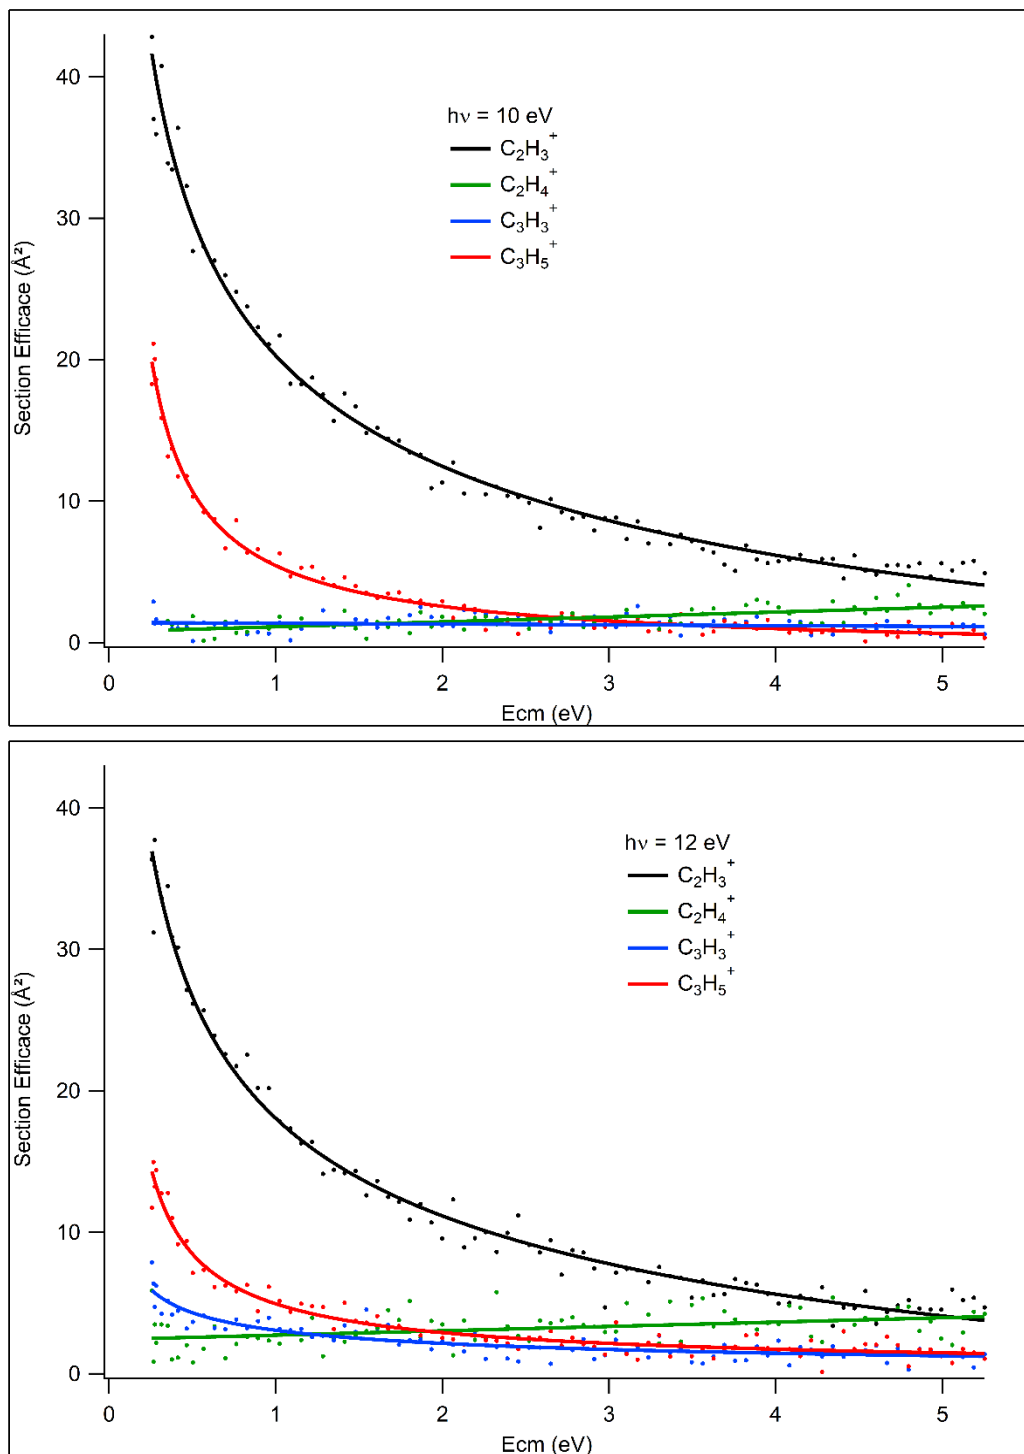 40
30
20
10
0
Section Efficace (Å²)
hν = 10 eV
C₂H₃⁺
C₂H₄⁺
C₃H₃⁺
C₃H₅⁺
0 1 2 3 4 5
Ecm (eV)
40
30
20
10
0
Section Efficace (Å²)
hν = 12 eV
C₂H₃⁺
C₂H₄⁺
C₃H₃⁺
C₃H₅⁺
0 1 2 3 4 5
Ecm (eV)